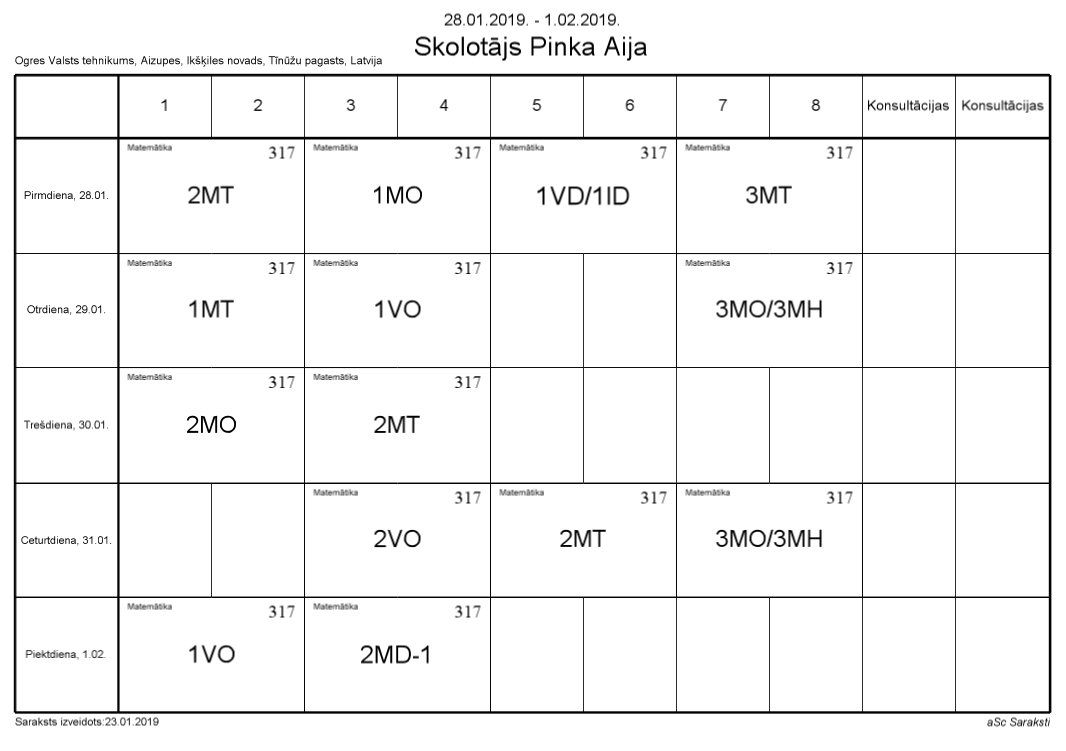 28.01.2019. - 1.02.2019.
Skolotājs Pinka Aija
Ogres Valsts tehnikums, Aizupes, Ikšķiles novads, Tīnūžu pagasts, Latvija
1 2 3 4 5 6 7 8 Konsultācijas Konsultācijas
Matemātika 317 Matemātika 317 Matemātika 317 Matemātika 317
Pirmdiena, 28.01. 2MT 1MO 1VD/1ID 3MT
Matemātika 317 Matemātika 317 Matemātika 317
Otrdiena, 29.01. 1MT 1VO 3MO/3MH
Matemātika 317 Matemātika 317
Trešdiena, 30.01. 2MO 2MT
Matemātika 317 Matemātika 317 Matemātika 317
Ceturtdiena, 31.01. 2VO 2MT 3MO/3MH
Matemātika 317 Matemātika 317
Piektdiena, 1.02. 1VO 2MD-1
Saraksts izveidots:23.01.2019 aSc Saraksti